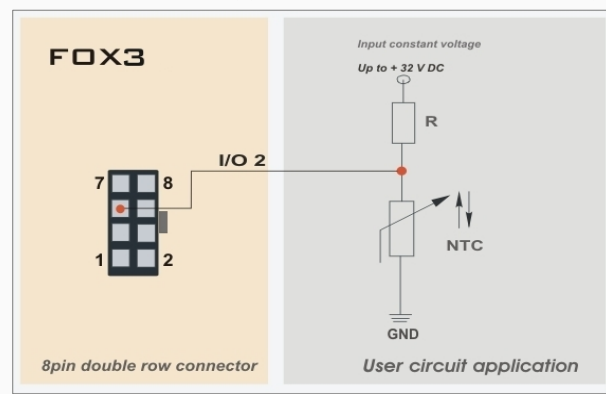 FOX3
Input constant voltage
Up to + 32 V DC
R
I/O 2
7
8
NTC
1
2
GND
8pin double row connector
User circuit application